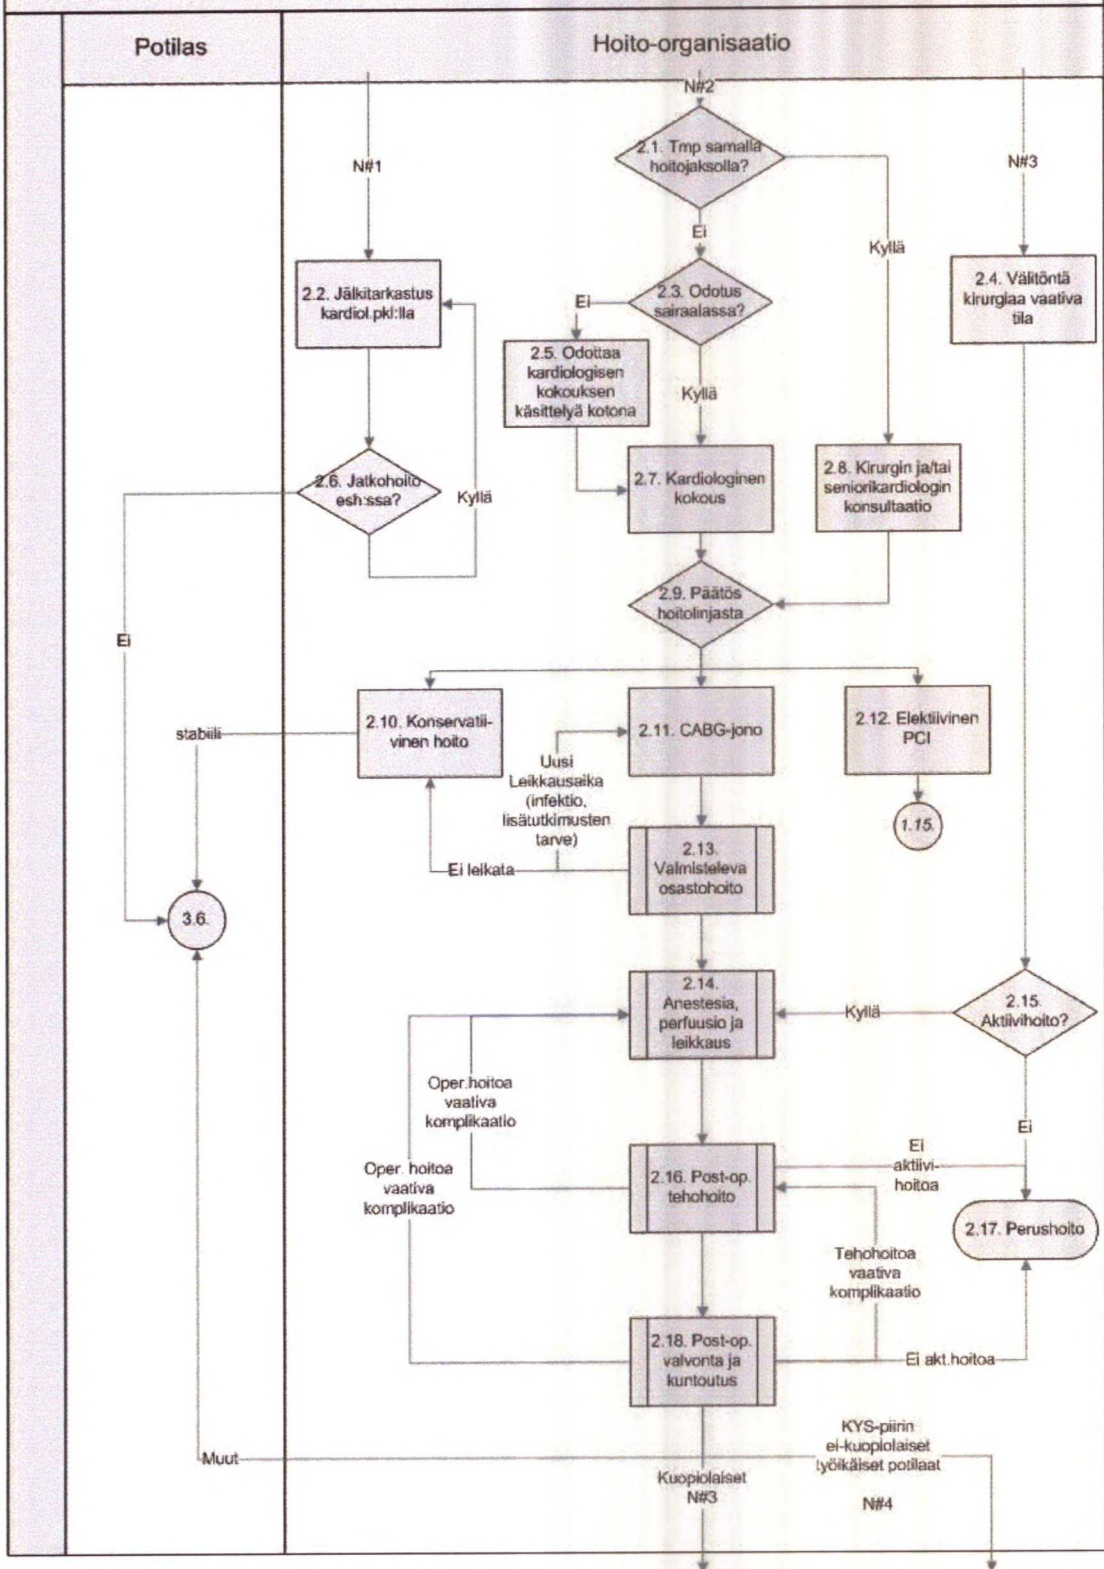 Potilas
Hoito-organisaatio
N#2
2.1. Tmp samalla
hoitojaksolla?
N#1
N#3
Ei
Kyllä
2.2. Jälkitarkastus
kardiol.pkl:lla
2.3. Odotus
sairaalassa?
2.4. Välitöntä
kirurgiaa vaativa
tila
Ei
2.5. Odottaa
kardiologisen
kokouksen
käsittelyä kotona
Kyllä
2.6. Jatkohoito
esh:ssa?
Kyllä
2.7. Kardiologinen
kokous
2.8. Kirurgin ja/tai
seniorikardiologin
konsultaatio
2.9. Päätös
hoitolinjasta
Ei
stabiili
2.10. Konservatii-
vinen hoito
2.11. CABG-jono
2.12. Elektiivinen
PCI
Uusi
Leikkausaika
(infektio,
lisätutkimusten
tarve)
1.15.
Ei leikata
2.13.
Valmisteleva
osastohoito
3.6.
2.14.
Anestesia,
perfuusio ja
leikkaus
Kyllä
2.15.
Aktiivihoito?
Oper.hoitoa
vaativa
komplikaatio
Ei
Oper. hoitoa
vaativa
komplikaatio
2.16. Post-op.
tehohoito
Ei
aktiivi-
hoitoa
2.17. Perushoito
Tehohoitoa
vaativa
komplikaatio
2.18. Post-op.
valvonta ja
kuntoutus
Ei akt.hoitoa
Muut
KYS-piirin
ei-kuopiolaiset
työikäiset potilaat
Kuopiolaiset
N#3
N#4